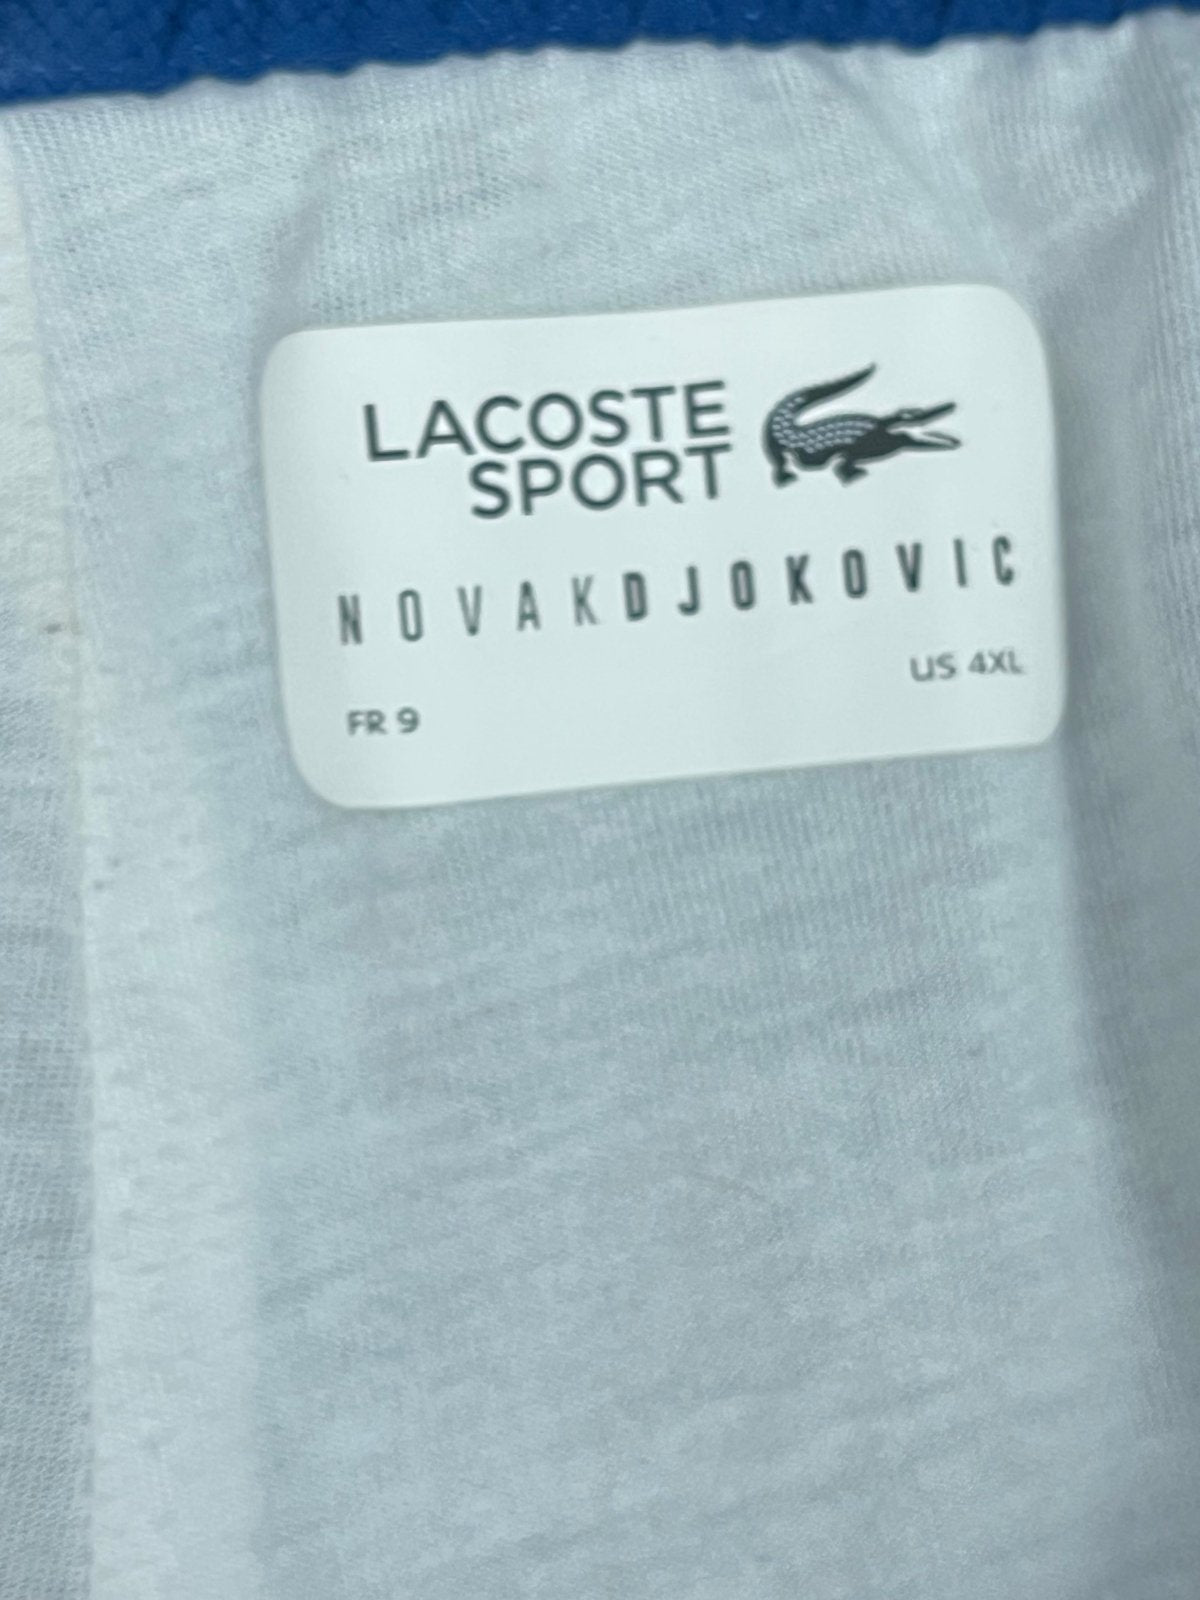 LACOSTE
SPORT
NOVAKDJOKOVIC
FR 9 US 4XL